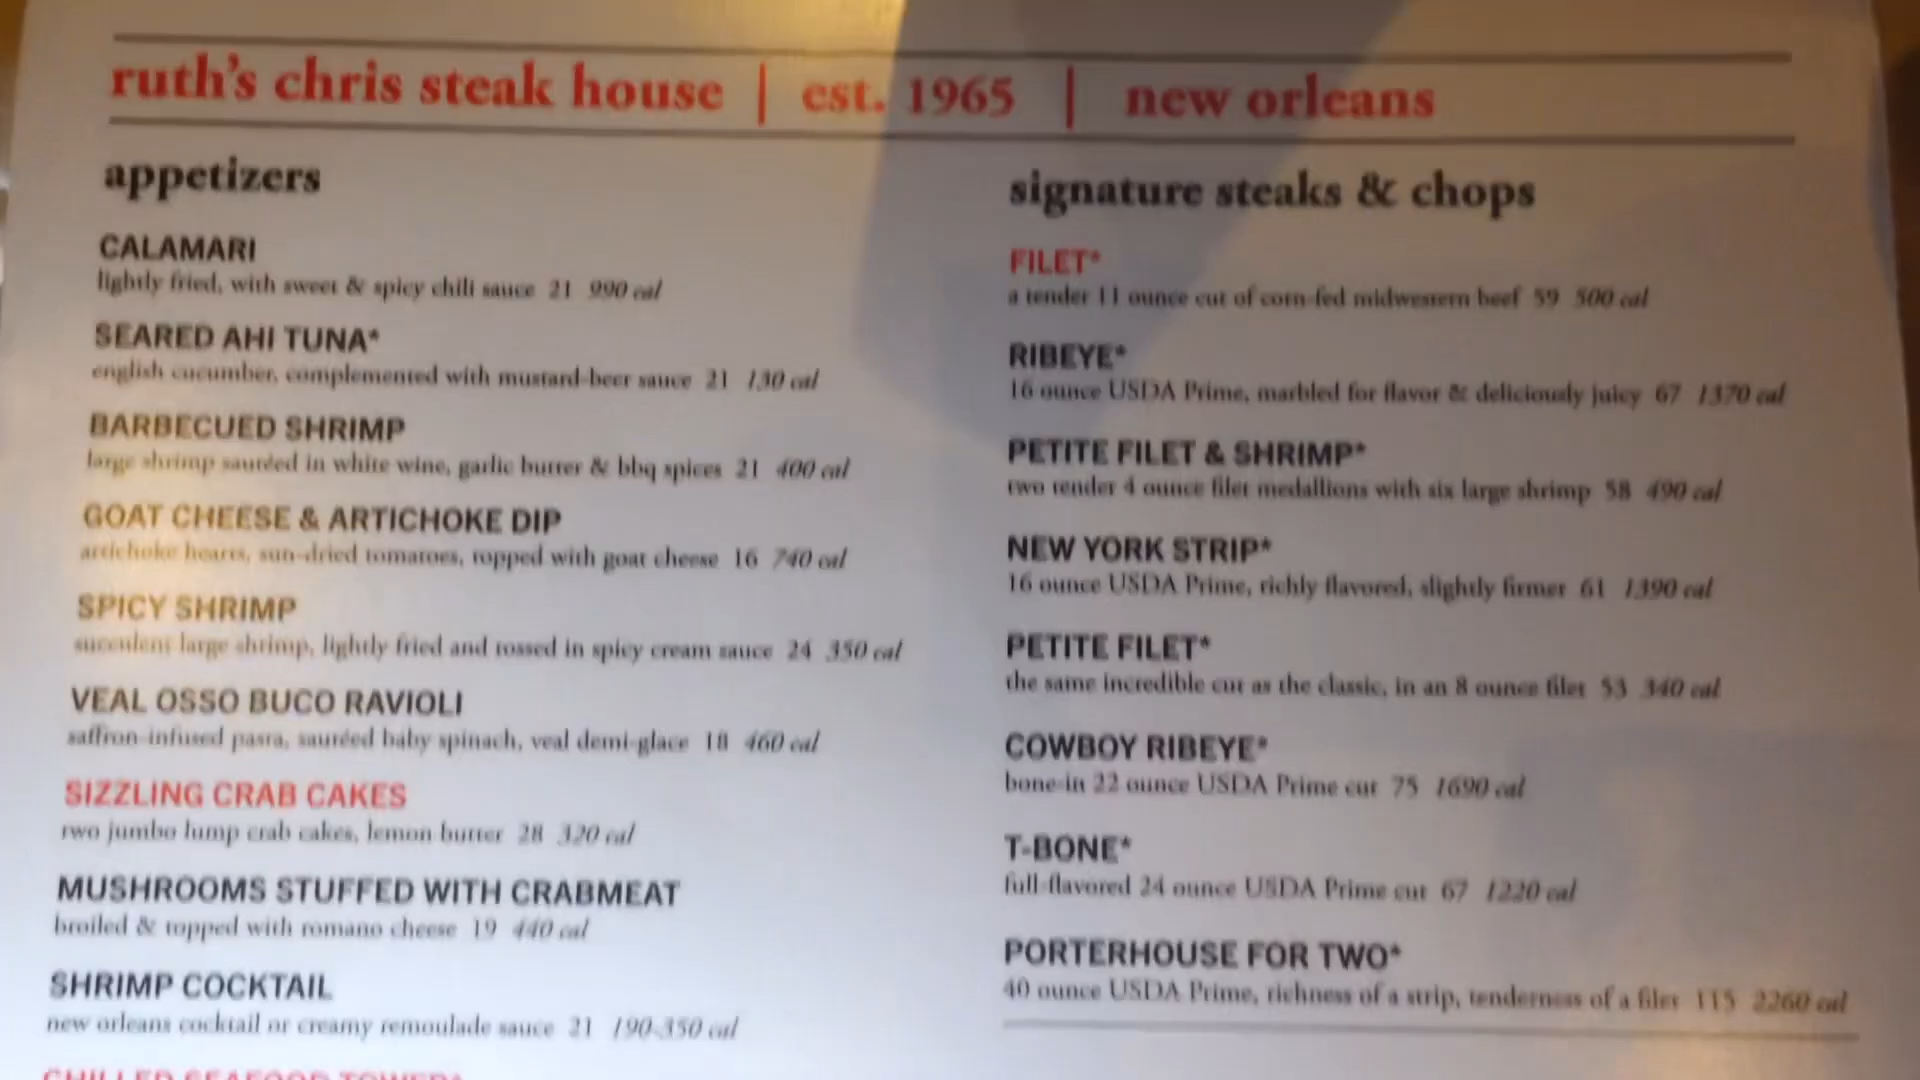 ruth's chris steak house | est. 1965 | new orleans
appetizers
CALAMARI
lightly fried, with sweet & spicy chili sauce 21 990 cal
SEARED AHI TUNA*
english cucumber, complemented with mustard-beer sauce 21 130 cal
BARBECUED SHRIMP
large shrimp sautéed in white wine, garlic butter & bbq spices 21 400 cal
GOAT CHEESE & ARTICHOKE DIP
artichoke hearts, sun-dried tomatoes, topped with goat cheese 16 740 cal
SPICY SHRIMP
succulent large shrimp, lightly fried and tossed in spicy cream sauce 24 350 cal
VEAL OSSO BUCO RAVIOLI
saffron-infused pasta, sautéed baby spinach, veal demi-glace 18 460 cal
SIZZLING CRAB CAKES
two jumbo lump crab cakes, lemon butter 28 320 cal
MUSHROOMS STUFFED WITH CRABMEAT
broiled & topped with romano cheese 19 440 cal
SHRIMP COCKTAIL
new orleans cocktail or creamy remoulade sauce 21 190-350 cal
CHILLED SEAFOOD TOWER*
signature steaks & chops
FILET*
a tender 11 ounce cut of corn-fed midwestern beef 59 500 cal
RIBEYE*
16 ounce USDA Prime, marbled for flavor & deliciously juicy 67 1370 cal
PETITE FILET & SHRIMP*
two tender 4 ounce filet medallions with six large shrimp 58 490 cal
NEW YORK STRIP*
16 ounce USDA Prime, richly flavored, slightly firmer 61 1390 cal
PETITE FILET*
the same incredible cut as the classic, in an 8 ounce filet 53 340 cal
COWBOY RIBEYE*
bone-in 22 ounce USDA Prime cut 75 1690 cal
T-BONE*
full-flavored 24 ounce USDA Prime cut 67 1220 cal
PORTERHOUSE FOR TWO*
40 ounce USDA Prime, richness of a strip, tenderness of a filet 115 2260 cal